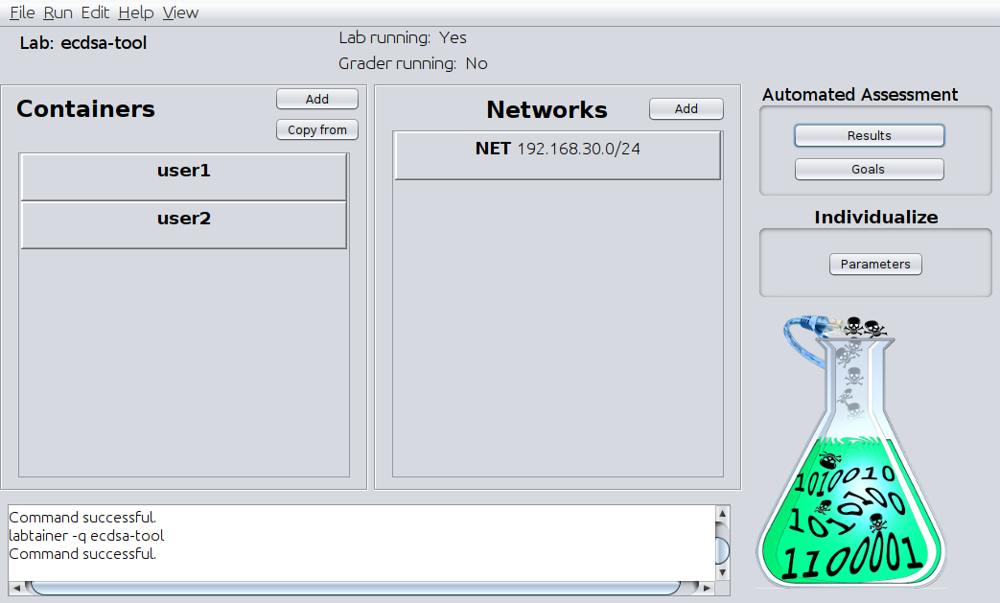 File Run Edit Help View
Lab: ecdsa-tool
Lab running: Yes
Grader running: No
Containers
Add
Copy from
user1
user2
Networks
Add
NET 192.168.30.0/24
Automated Assessment
Results
Goals
Individualize
Parameters
1010010
1010100
1100001
Command successful.
labtainer -q ecdsa-tool
Command successful.